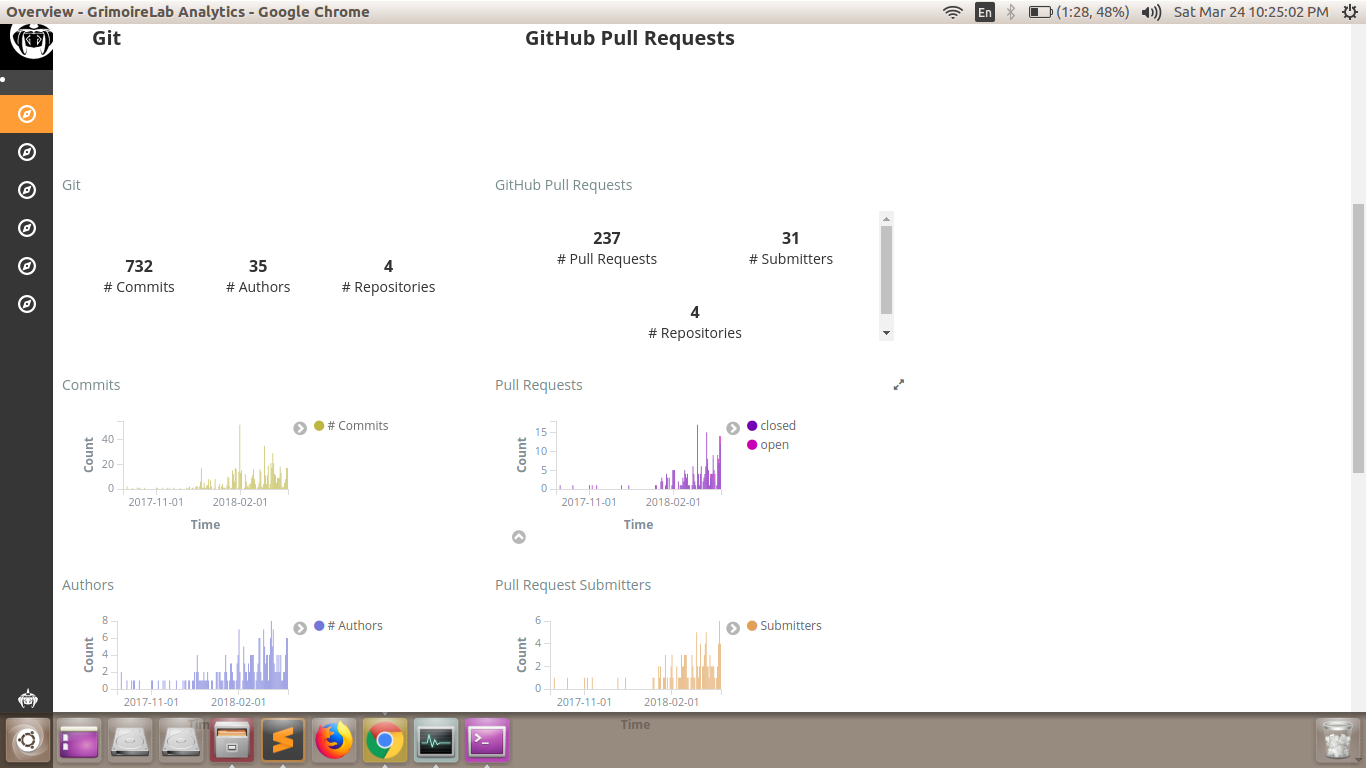 Overview - GrimoireLab Analytics - Google Chrome
En
(1:28, 48%)
Sat Mar 24 10:25:02 PM
Git
GitHub Pull Requests
Git
732
# Commits
35
# Authors
4
# Repositories
GitHub Pull Requests
237
# Pull Requests
31
# Submitters
4
# Repositories
Commits
Count
40
20
0
2017-11-01
2018-02-01
Time
# Commits
Pull Requests
Count
15
10
5
0
2017-11-01
2018-02-01
Time
closed
open
Authors
Count
8
6
4
2
0
2017-11-01
2018-02-01
Time
# Authors
Pull Request Submitters
Count
6
4
2
0
2017-11-01
2018-02-01
Time
Submitters